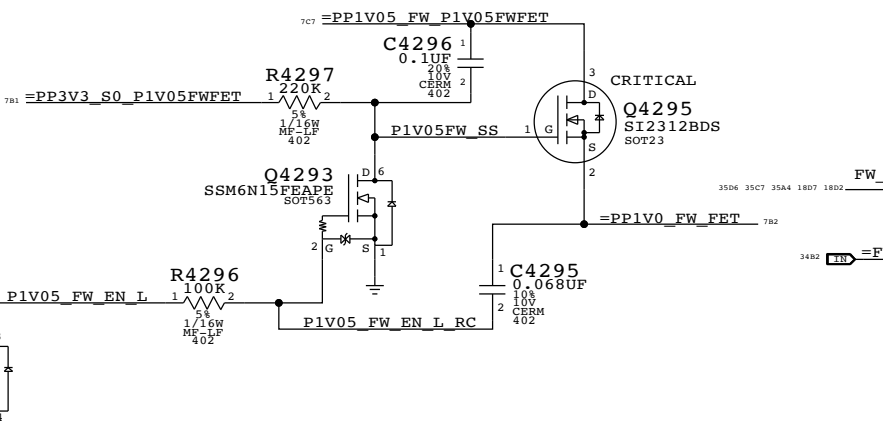 7C7 =PP1V05_FW_P1V05FWFET
C4296
0.1UF
20%
10V
CERM
402
1
2
R4297
220K
5%
1/16W
MF-LF
402
7B1 =PP3V3_S0_P1V05FWFET 1 2
CRITICAL
Q4295
SI2312BDS
SOT23
3
D
1 G
S
2
P1V05FW_SS
Q4293
SSM6N15FEAPE
SOT563
D 6
2 G S 1
=PP1V0_FW_FET 7B2
35D6 35C7 35A4 18D7 18D2 FW_
34B2 IN =F
C4295
0.068UF
10%
10V
CERM
402
1
2
R4296
100K
5%
1/16W
MF-LF
402
P1V05_FW_EN_L 1 2
P1V05_FW_EN_L_RC